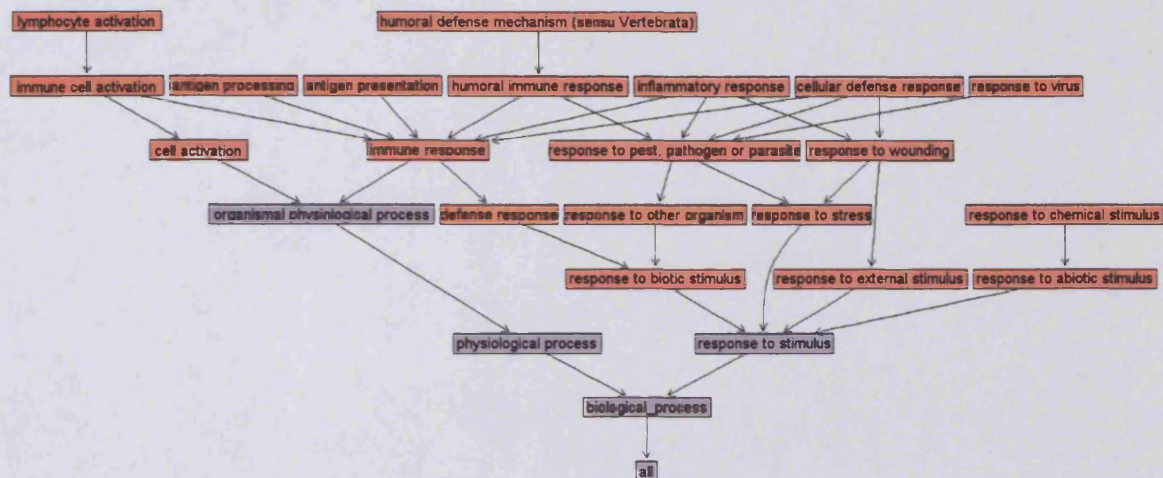 lymphocyte activation
humoral defense mechanism (sensu Vertebrata)
immune cell activation
antigen processing
antigen presentation
humoral immune response
inflammatory response
cellular defense response
response to virus
cell activation
immune response
response to pest, pathogen or parasite
response to wounding
organismal physiological process
defense response
response to other organism
response to stress
response to chemical stimulus
response to biotic stimulus
response to external stimulus
response to abiotic stimulus
physiological process
response to stimulus
biological_process
all